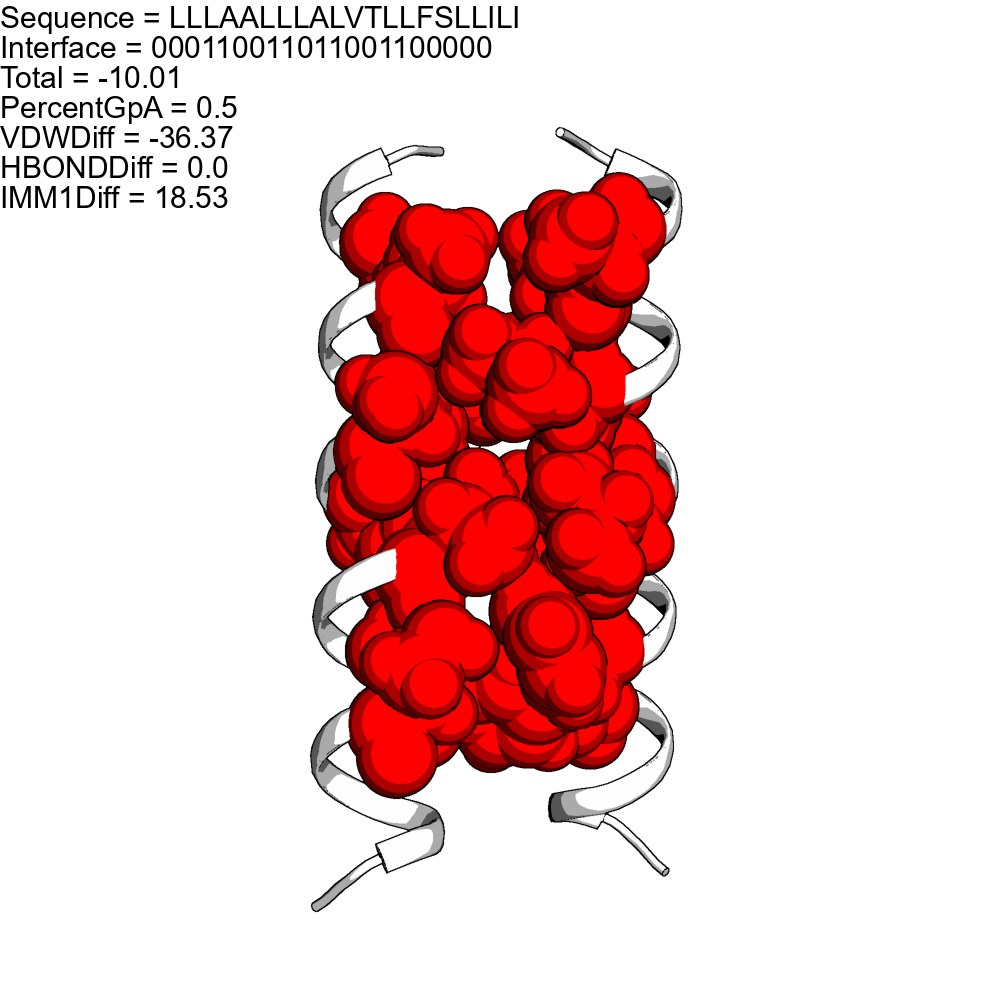 Sequence = LLLAALLLALVTLLFSLLILI
Interface = 000110011011001100000
Total = -10.01
PercentGpA = 0.5
VDWDiff = -36.37
HBONDDiff = 0.0
IMM1Diff = 18.53